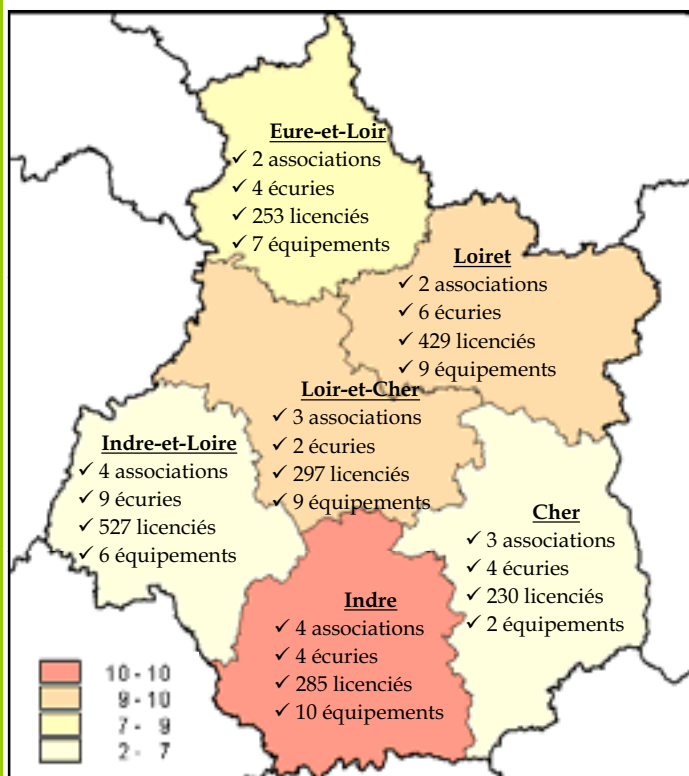 Eure-et-Loir
✓ 2 associations
✓ 4 écuries
✓ 253 licenciés
✓ 7 équipements
Loiret
✓ 2 associations
✓ 6 écuries
✓ 429 licenciés
✓ 9 équipements
Loir-et-Cher
✓ 3 associations
✓ 2 écuries
✓ 297 licenciés
✓ 9 équipements
Indre-et-Loire
✓ 4 associations
✓ 9 écuries
✓ 527 licenciés
✓ 6 équipements
Cher
✓ 3 associations
✓ 4 écuries
✓ 230 licenciés
✓ 2 équipements
Indre
✓ 4 associations
✓ 4 écuries
✓ 285 licenciés
✓ 10 équipements
10 - 10
9 - 10
7 - 9
2 - 7